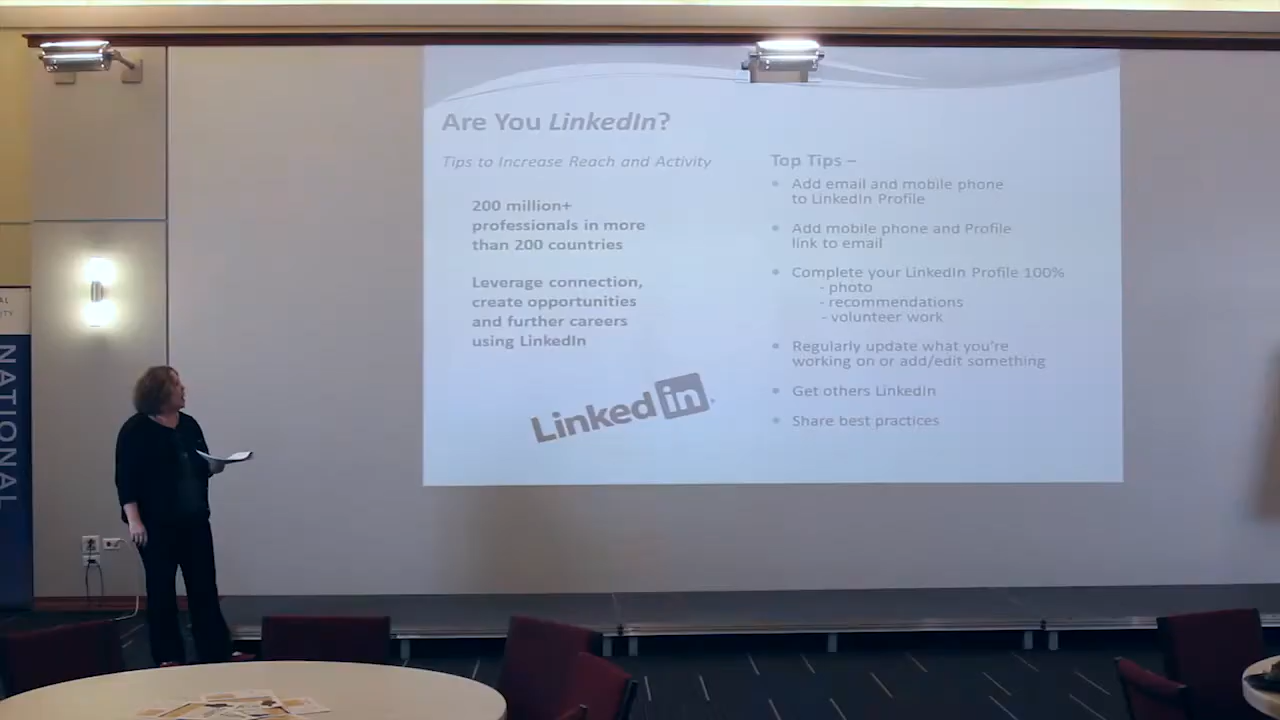 Are You LinkedIn?
Tips to Increase Reach and Activity
200 million+
professionals in more
than 200 countries
Leverage connection,
create opportunities
and further careers
using LinkedIn
LinkedIn
Top Tips –
• Add email and mobile phone
to LinkedIn Profile
• Add mobile phone and Profile
link to email
• Complete your LinkedIn Profile 100%
- photo
- recommendations
- volunteer work
• Regularly update what you're
working on or add/edit something
• Get others LinkedIn
• Share best practices
AL
TY
NATIONAL